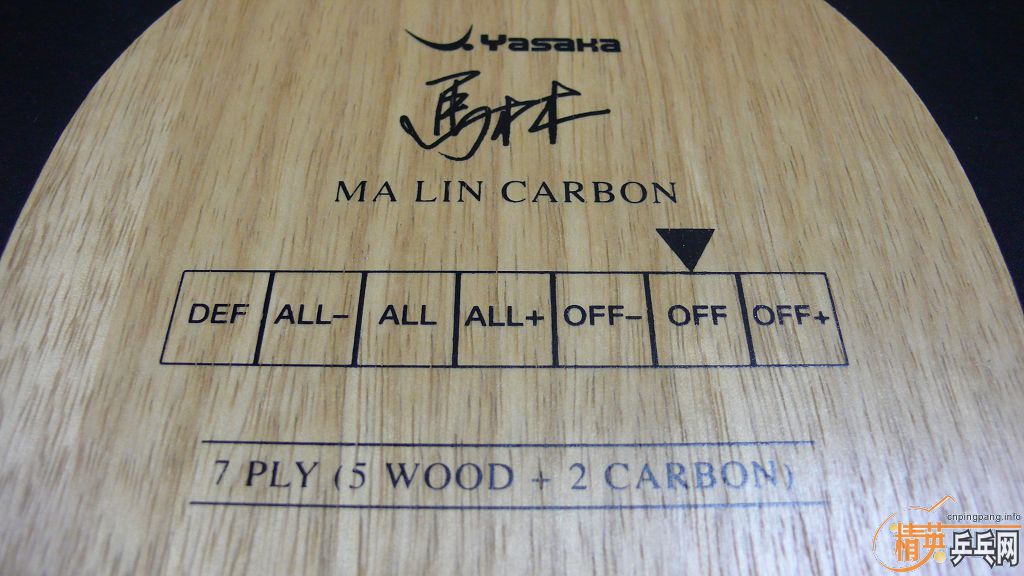 Yasaka
馬林
MA LIN CARBON
DEF ALL- ALL ALL+ OFF- OFF OFF+
7 PLY (5 WOOD + 2 CARBON)
cnpingpang.info
精英乒乓网